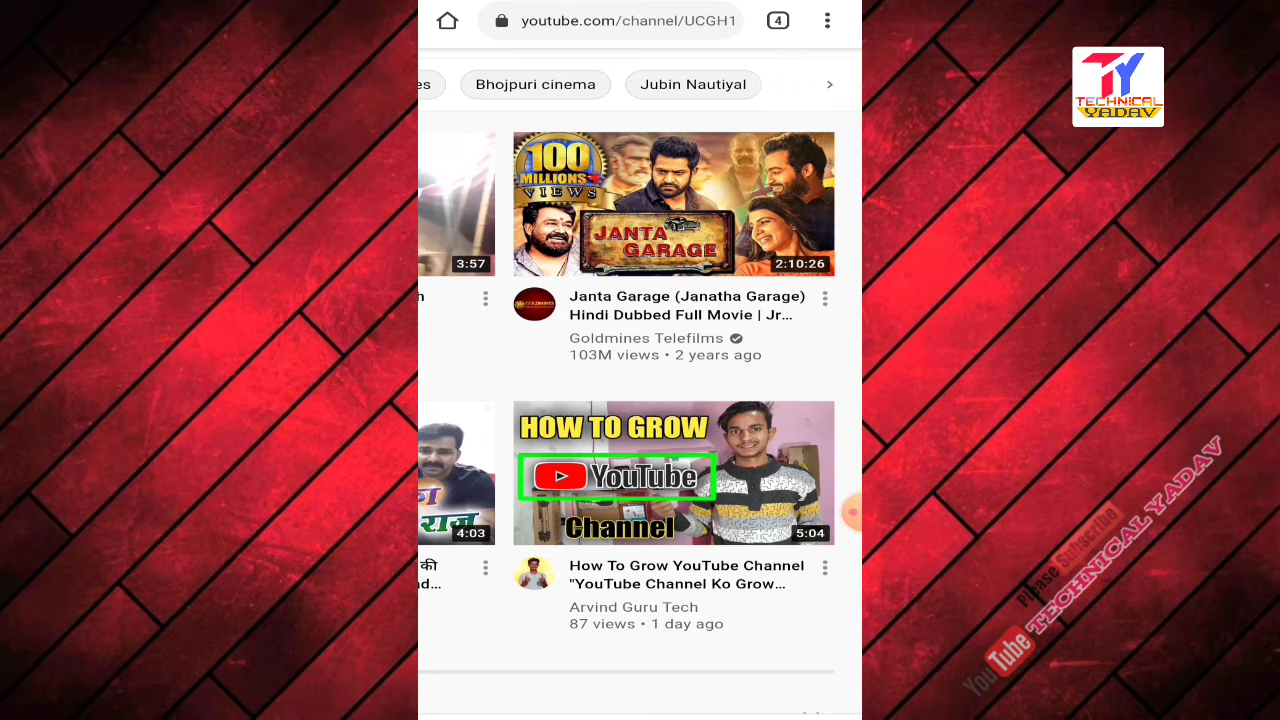 youtube.com/channel/UCGH1
4
es
Bhojpuri cinema
Jubin Nautiyal
TY
TECHNICAL
YADAV
3:57
100
MILLIONS
VIEWS
JANTA
GARAGE
2:10:26
GOLDMINES
Janta Garage (Janatha Garage)
Hindi Dubbed Full Movie | Jr...
Goldmines Telefilms
103M views • 2 years ago
राज
4:03
HOW TO GROW
YouTube
'Channel
5:04
की
d...
How To Grow YouTube Channel
"YouTube Channel Ko Grow...
Arvind Guru Tech
87 views • 1 day ago
Please Subscribe
YouTube TECHNICAL YADAV